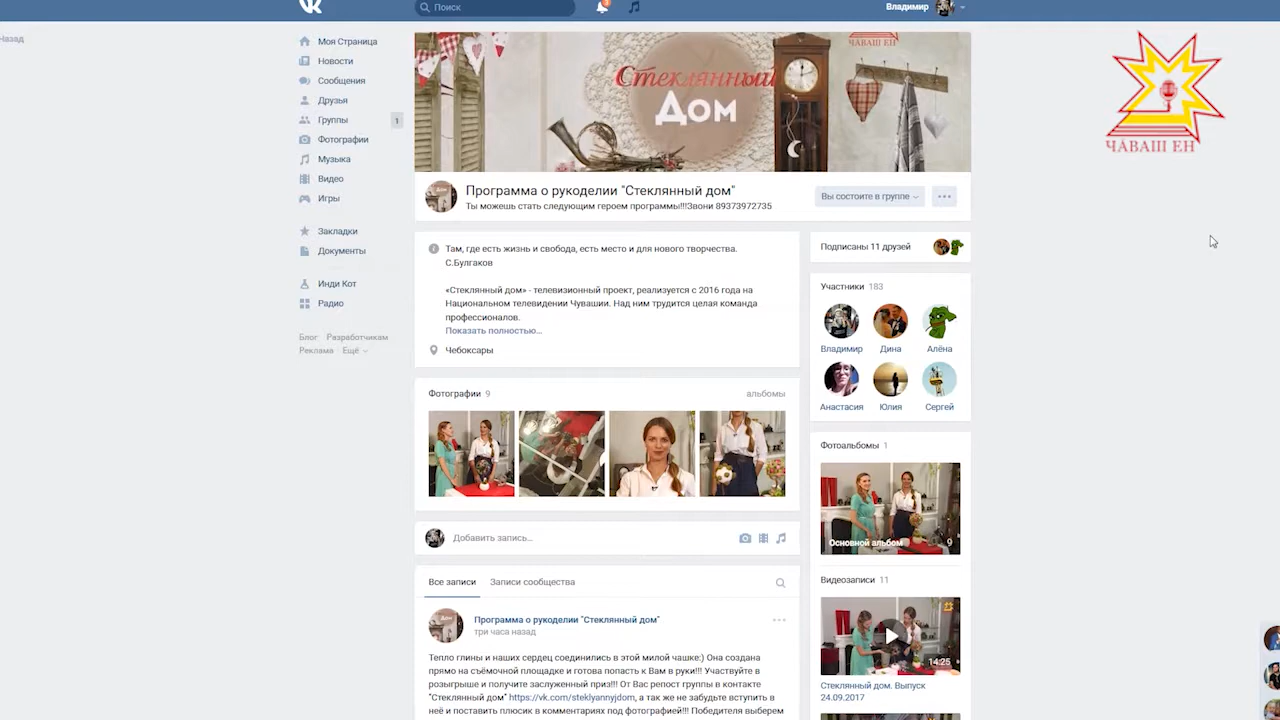 Поиск
3
Владимир
Назад
Моя Страница
Новости
Сообщения
Друзья
Группы
1
Фотографии
Музыка
Видео
Игры
Закладки
Документы
Инди Кот
Радио
Блог Разработчикам
Реклама Ещё
ЧӐВАШ ЕН
Стеклянный
Дом
Программа о рукоделии "Стеклянный дом"
Ты можешь стать следующим героем программы!!!Звони 89373972735
Вы состоите в группе
Там, где есть жизнь и свобода, есть место и для нового творчества.
С.Булгаков
«Стеклянный дом» - телевизионный проект, реализуется с 2016 года на
Национальном телевидении Чувашии. Над ним трудится целая команда
профессионалов.
Показать полностью...
Чебоксары
Фотографии 9
альбомы
Добавить запись...
Все записи
Записи сообщества
Программа о рукоделии "Стеклянный дом"
три часа назад
Тепло глины и наших сердец соединились в этой милой чашке:) Она создана
прямо на съёмочной площадке и готова попасть к Вам в руки!!! Участвуйте в
розыгрыше и получите заслуженный приз!!! От Вас репост группы в контакте
"Стеклянный дом" https://vk.com/steklyannyjdom, а так же не забудьте вступить в
неё и поставить плюсик в комментариях под фотографией!!! Победителя выберем
Подписаны 11 друзей
Участники 183
Владимир
Дина
Алёна
Анастасия
Юлия
Сергей
Фотоальбомы 1
Основной альбом
9
Видеозаписи 11
14:25
Стеклянный дом. Выпуск
24.09.2017
ЧӐВАШ ЕН